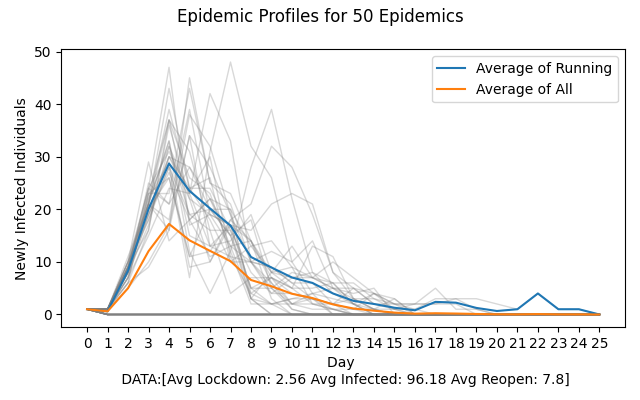 Epidemic Profiles for 50 Epidemics
Newly Infected Individuals
50
40
30
20
10
0
Average of Running
Average of All
0 1 2 3 4 5 6 7 8 9 10 11 12 13 14 15 16 17 18 19 20 21 22 23 24 25
Day
DATA:[Avg Lockdown: 2.56 Avg Infected: 96.18 Avg Reopen: 7.8]